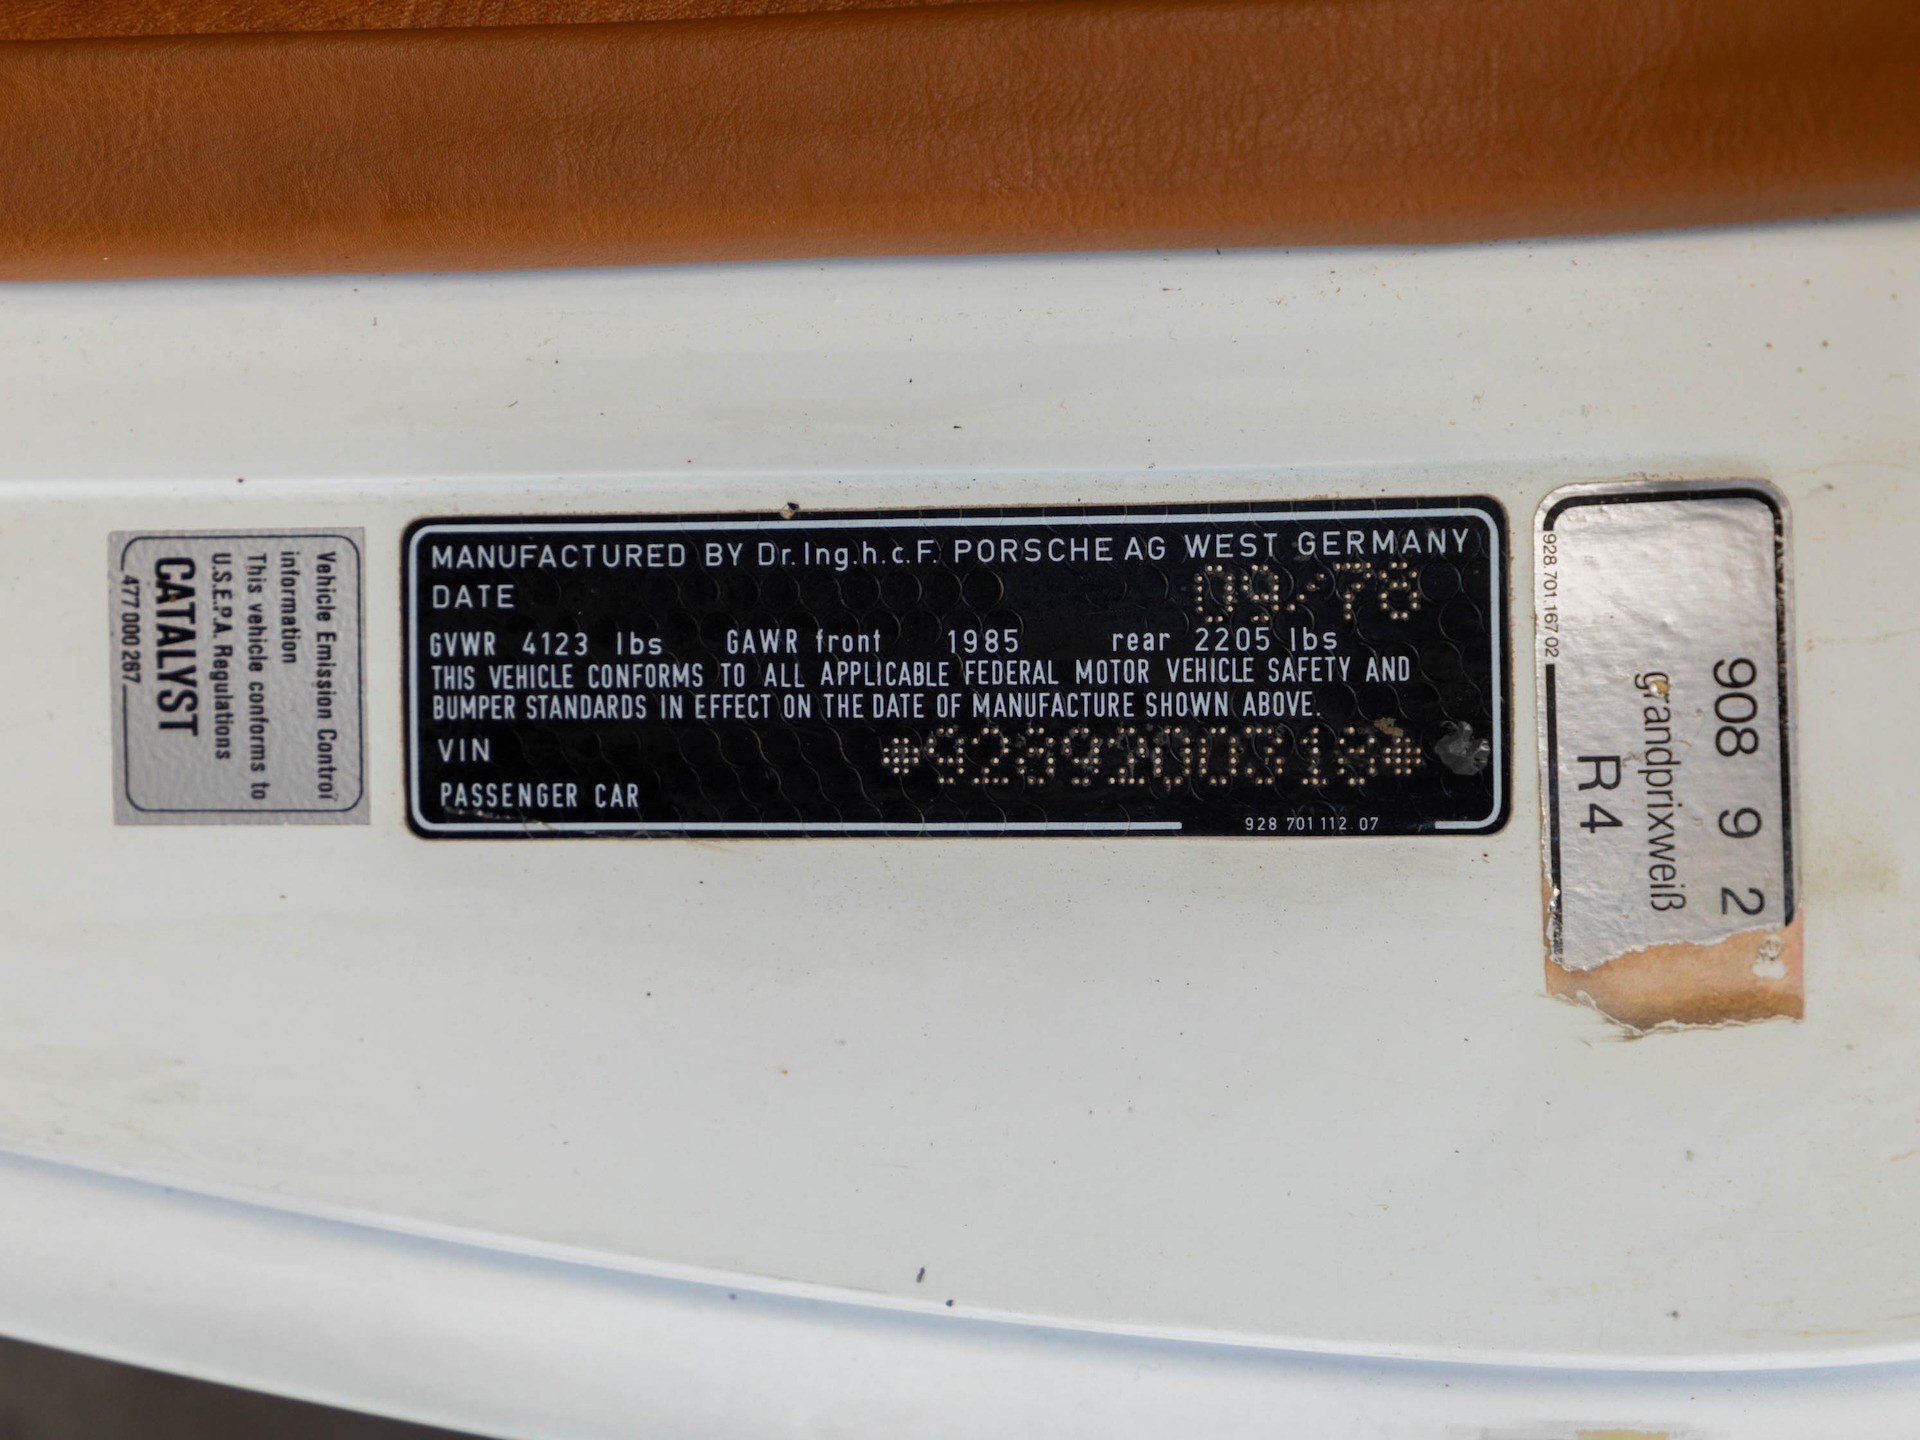 Vehicle Emission Control
information
This vehicle conforms to
U.S.E.P.A. Regulations
CATALYST
477 000 267
MANUFACTURED BY Dr.Ing.h.c.F. PORSCHE AG WEST GERMANY
DATE 09/78
GVWR 4123 lbs GAWR front 1985 rear 2205 lbs
THIS VEHICLE CONFORMS TO ALL APPLICABLE FEDERAL MOTOR VEHICLE SAFETY AND
BUMPER STANDARDS IN EFFECT ON THE DATE OF MANUFACTURE SHOWN ABOVE.
VIN *9289200318*
PASSENGER CAR
928 701 112.07
908 9 2
grandprixweiß
R4
928.701.167 02